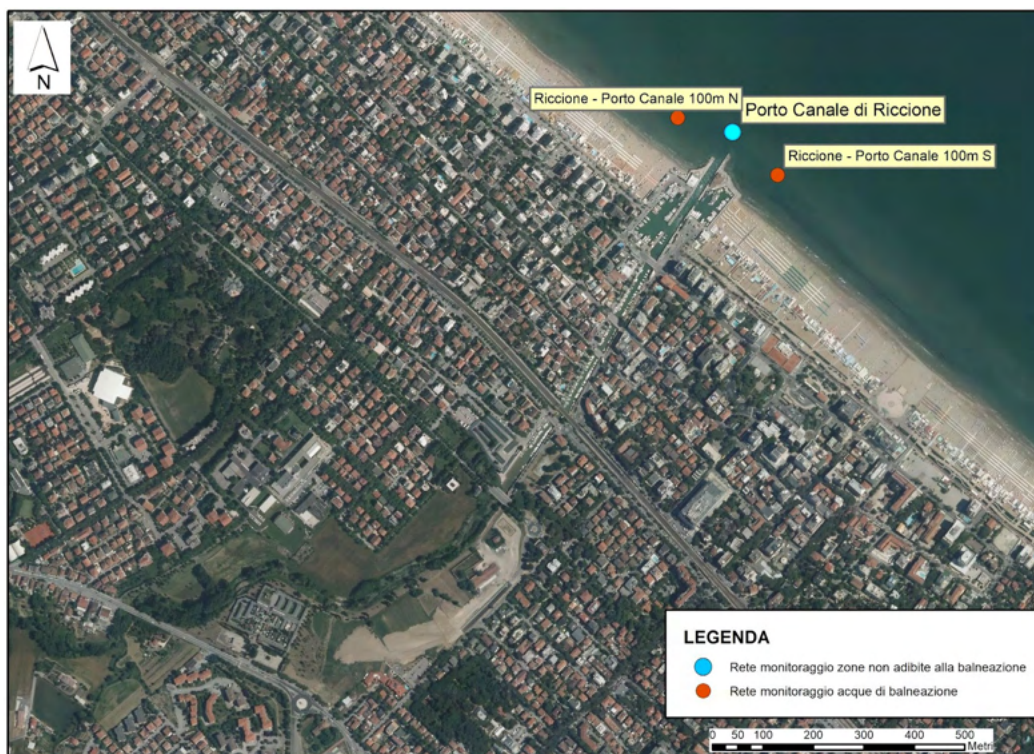 N
Riccione - Porto Canale 100m N
Porto Canale di Riccione
Riccione - Porto Canale 100m S
LEGENDA
Rete monitoraggio zone non adibite alla balneazione
Rete monitoraggio acque di balneazione
0 50 100 200 300 400 500
Metri